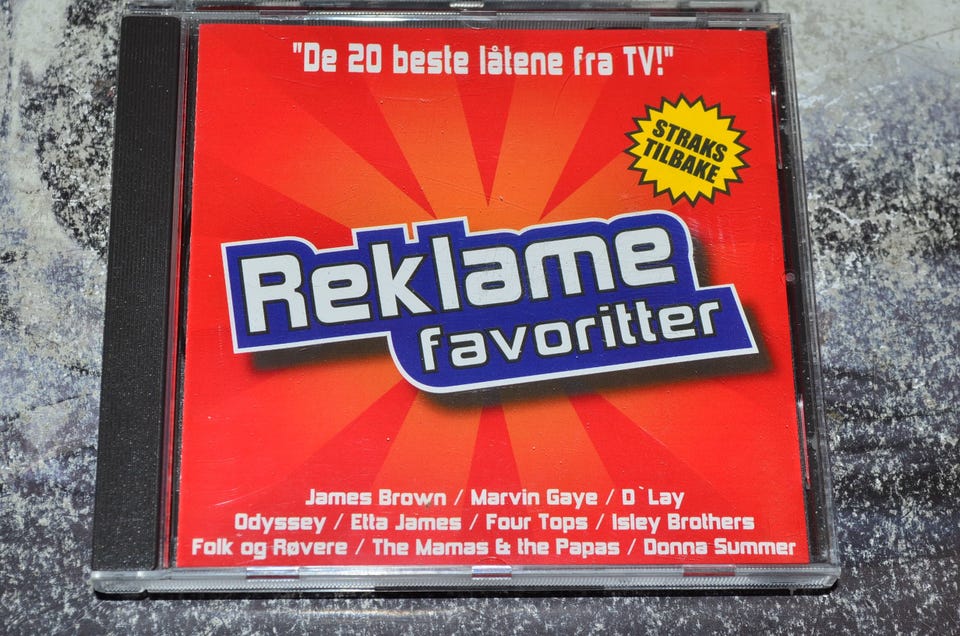 "De 20 beste låtene fra TV!"
STRAKS
TILBAKE
Reklame
favoritter
James Brown / Marvin Gaye / D`Lay
Odyssey / Etta James / Four Tops / Isley Brothers
Folk og Røvere / The Mamas & the Papas / Donna Summer